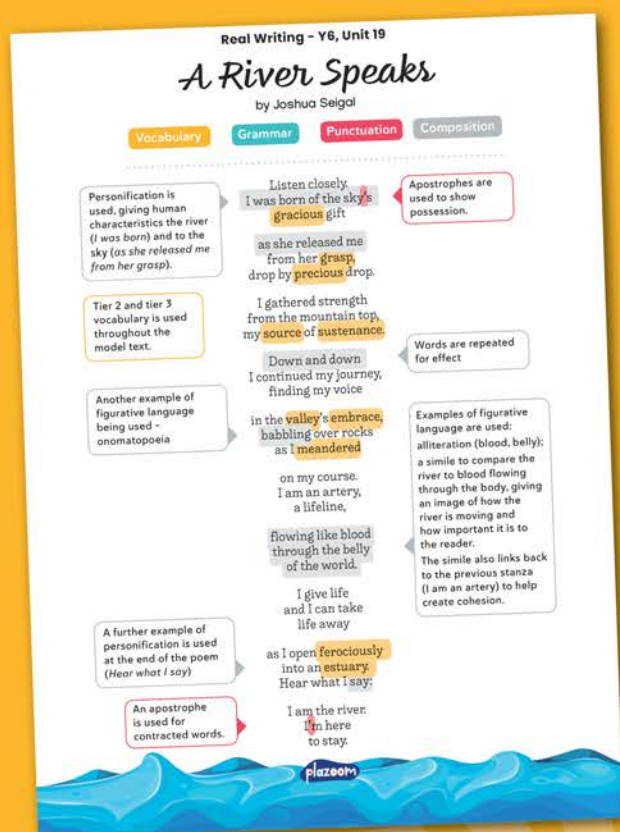 Real Writing - Y6, Unit 19
A River Speaks
by Joshua Seigal
Vocabulary
Grammar
Punctuation
Composition
Personification is
used, giving human
characteristics the river
(I was born) and to the
sky (as she released me
from her grasp).
Listen closely.
I was born of the sky's
gracious gift
Apostrophes are
used to show
possession.
as she released me
from her grasp,
drop by precious drop.
Tier 2 and tier 3
vocabulary is used
throughout the
model text.
I gathered strength
from the mountain top,
my source of sustenance.
Down and down
I continued my journey,
finding my voice
Words are repeated
for effect
Another example of
figurative language
being used -
onomatopoeia
in the valley's embrace,
babbling over rocks
as I meandered
Examples of figurative
language are used:
alliteration (blood, belly);
a simile to compare the
river to blood flowing
through the body, giving
an image of how the
river is moving and
how important it is to
the reader.
The simile also links back
to the previous stanza
(I am an artery) to help
create cohesion.
on my course.
I am an artery,
a lifeline,
flowing like blood
through the belly
of the world.
I give life
and I can take
life away
A further example of
personification is used
at the end of the poem
(Hear what I say)
as I open ferociously
into an estuary.
Hear what I say:
An apostrophe
is used for
contracted words.
I am the river.
I'm here
to stay.
plazoom